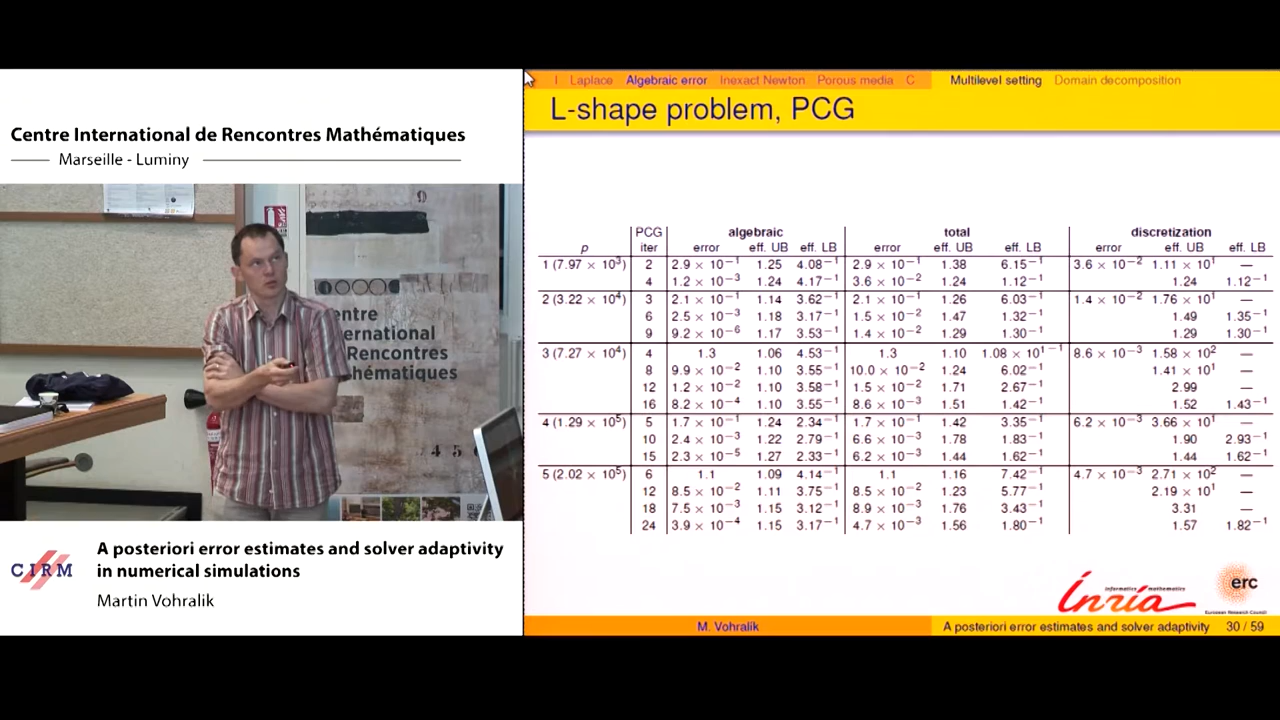 Centre International de Rencontres Mathématiques
Marseille - Luminy
9
entre
ernational
Rencontres
thématiques
4 5 6
CIRM
A posteriori error estimates and solver adaptivity
in numerical simulations
Martin Vohralik
I Laplace Algebraic error Inexact Newton Porous media C Multilevel setting Domain decomposition
L-shape problem, PCG
PCG algebraic total discretization
p iter error eff. UB eff. LB error eff. UB eff. LB error eff. UB eff. LB
1 (7.97 × 10³) 2 2.9 × 10⁻¹ 1.25 4.08⁻¹ 2.9 × 10⁻¹ 1.38 6.15⁻¹ 3.6 × 10⁻² 1.11 × 10¹ —
4 1.2 × 10⁻³ 1.24 4.17⁻¹ 3.6 × 10⁻² 1.24 1.12⁻¹ 1.24 1.12⁻¹
2 (3.22 × 10⁴) 3 2.1 × 10⁻¹ 1.14 3.62⁻¹ 2.1 × 10⁻¹ 1.26 6.03⁻¹ 1.4 × 10⁻² 1.76 × 10¹ —
6 2.5 × 10⁻³ 1.18 3.17⁻¹ 1.5 × 10⁻² 1.47 1.32⁻¹ 1.49 1.35⁻¹
9 9.2 × 10⁻⁶ 1.17 3.53⁻¹ 1.4 × 10⁻² 1.29 1.30⁻¹ 1.29 1.30⁻¹
3 (7.27 × 10⁴) 4 1.3 1.06 4.53⁻¹ 1.3 1.10 1.08 × 10¹⁻¹ 8.6 × 10⁻³ 1.58 × 10² —
8 9.9 × 10⁻² 1.10 3.55⁻¹ 10.0 × 10⁻² 1.24 6.02⁻¹ 1.41 × 10¹ —
12 1.2 × 10⁻² 1.10 3.58⁻¹ 1.5 × 10⁻² 1.71 2.67⁻¹ 2.99 —
16 8.2 × 10⁻⁴ 1.10 3.55⁻¹ 8.6 × 10⁻³ 1.51 1.42⁻¹ 1.52 1.43⁻¹
4 (1.29 × 10⁵) 5 1.7 × 10⁻¹ 1.24 2.34⁻¹ 1.7 × 10⁻¹ 1.42 3.35⁻¹ 6.2 × 10⁻³ 3.66 × 10¹ —
10 2.4 × 10⁻³ 1.22 2.79⁻¹ 6.6 × 10⁻³ 1.78 1.83⁻¹ 1.90 2.93⁻¹
15 2.3 × 10⁻⁵ 1.27 2.33⁻¹ 6.2 × 10⁻³ 1.44 1.62⁻¹ 1.44 1.62⁻¹
5 (2.02 × 10⁵) 6 1.1 1.09 4.14⁻¹ 1.1 1.16 7.42⁻¹ 4.7 × 10⁻³ 2.71 × 10² —
12 8.5 × 10⁻² 1.11 3.75⁻¹ 8.5 × 10⁻² 1.23 5.77⁻¹ 2.19 × 10¹ —
18 7.5 × 10⁻³ 1.15 3.12⁻¹ 8.9 × 10⁻³ 1.76 3.43⁻¹ 3.31 —
24 3.9 × 10⁻⁴ 1.15 3.17⁻¹ 4.7 × 10⁻³ 1.56 1.80⁻¹ 1.57 1.82⁻¹
informatics mathematics
Inria
erc
European Research Council
M. Vohralik A posteriori error estimates and solver adaptivity 30 / 59